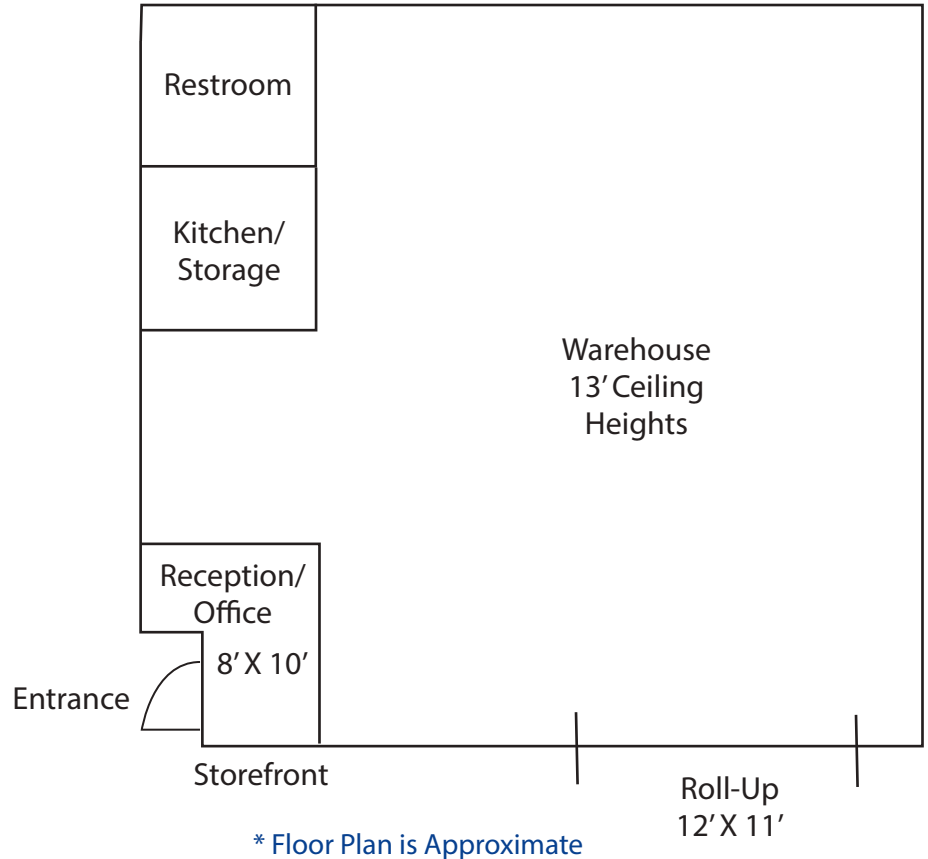 Restroom
Kitchen/
Storage
Warehouse
13’ Ceiling
Heights
Reception/
Office
8’ X 10’
Entrance
Storefront
Roll-Up
12’ X 11’
* Floor Plan is Approximate